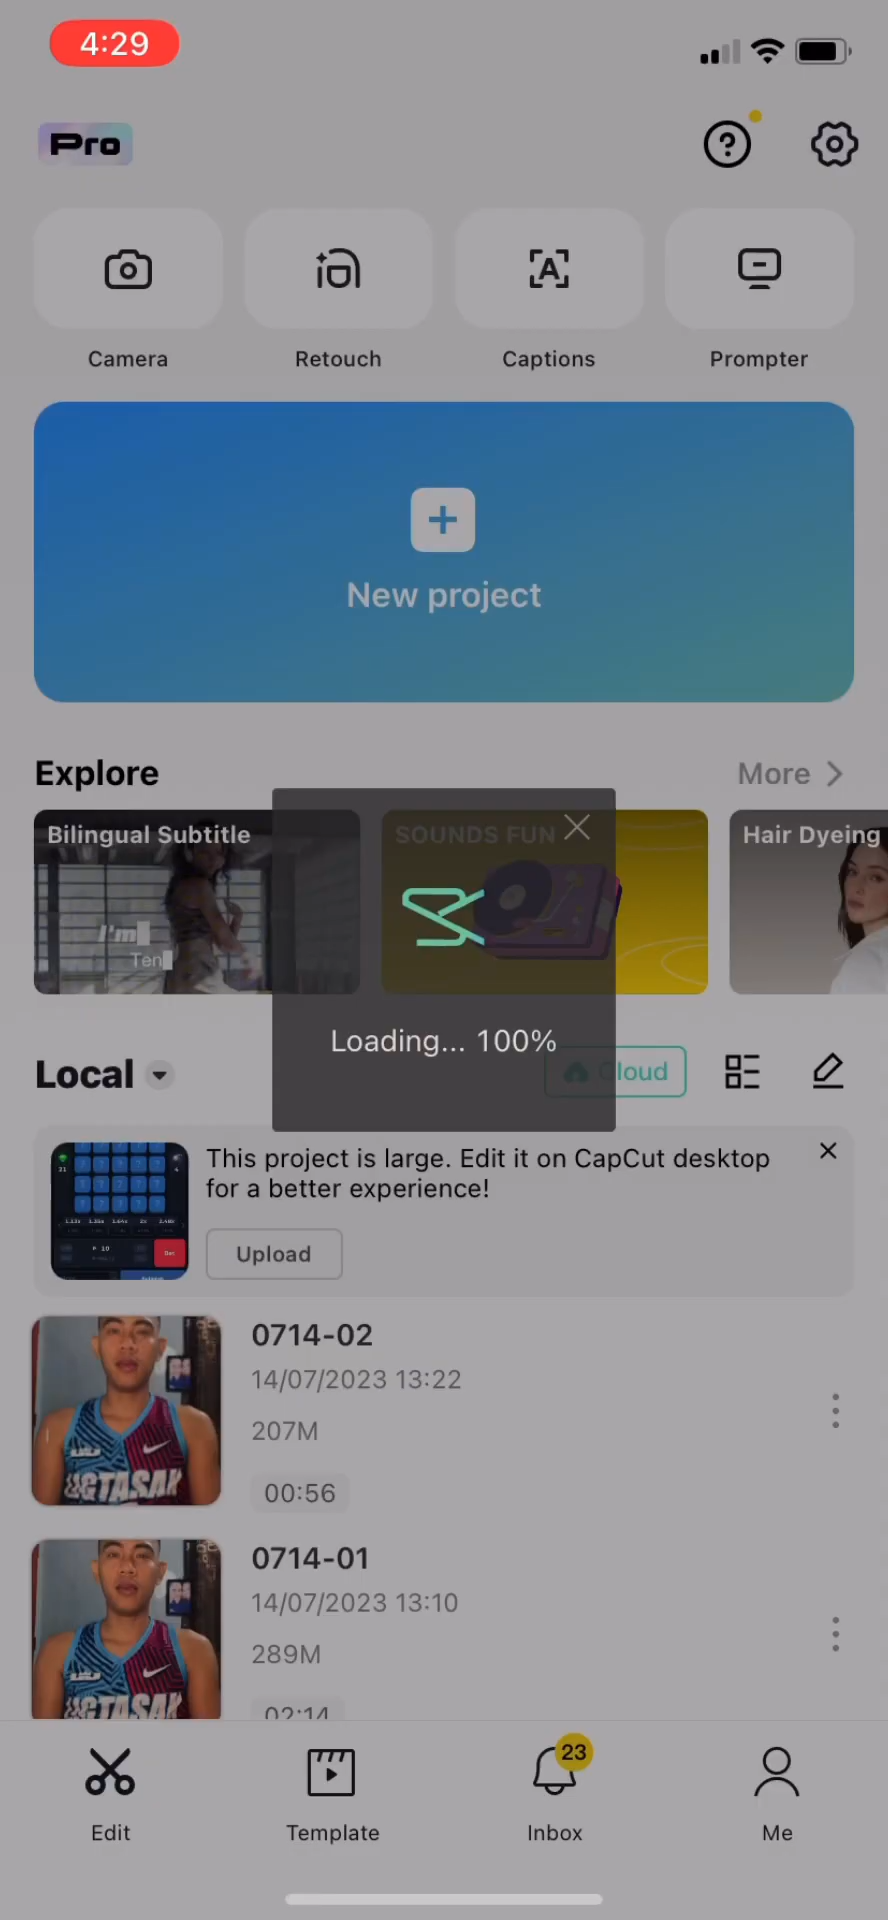 4:29
Pro
Camera
Retouch
Captions
Prompter
New project
Explore
More
Bilingual Subtitle
SOUNDS FUN
Hair Dyeing
I'm
Ten
Loading... 100%
Local
Cloud
This project is large. Edit it on CapCut desktop
for a better experience!
Upload
0714-02
14/07/2023 13:22
207M
00:56
0714-01
14/07/2023 13:10
289M
02:14
Edit
Template
23
Inbox
Me